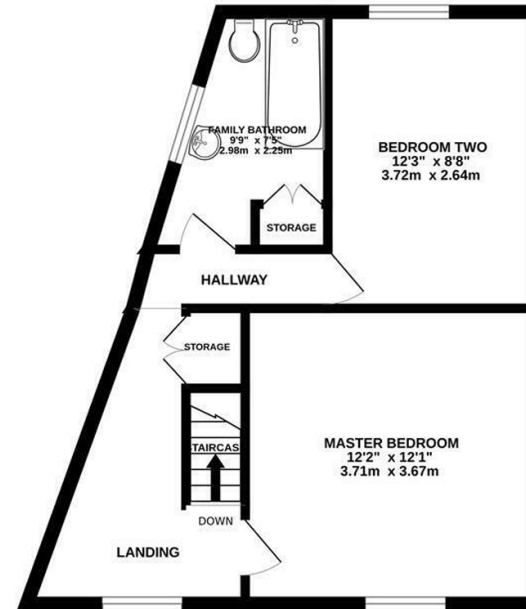 FAMILY BATHROOM
9'9" x 7'5"
2.98m x 2.25m
BEDROOM TWO
12'3" x 8'8"
3.72m x 2.64m
STORAGE
HALLWAY
STORAGE
TAIRCAS
MASTER BEDROOM
12'2" x 12'1"
3.71m x 3.67m
DOWN
LANDING